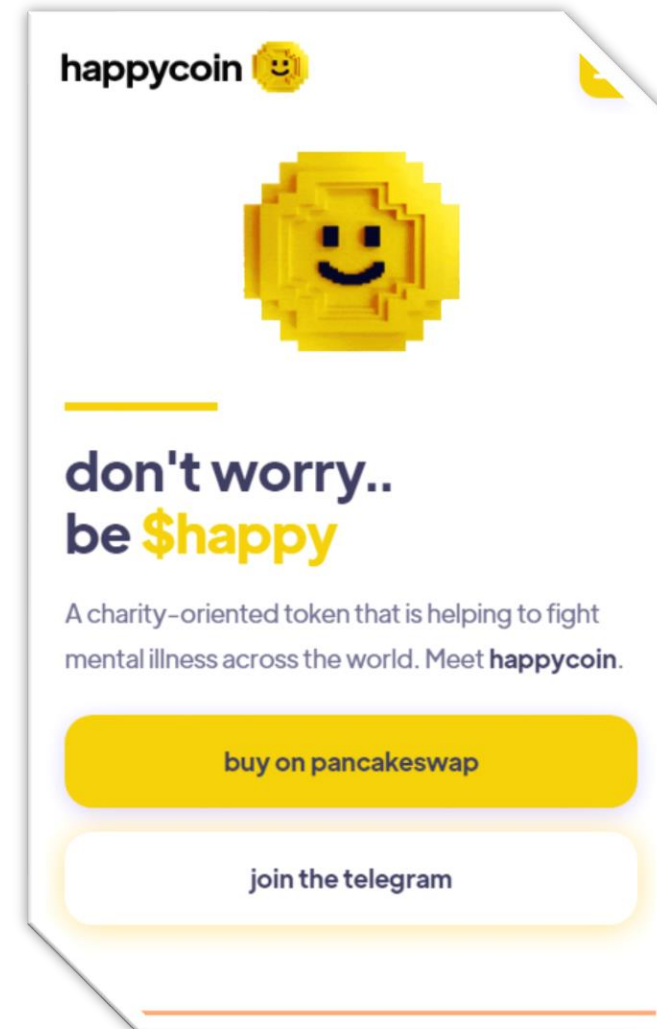 happycoin
don't worry..
be $happy
A charity-oriented token that is helping to fight
mental illness across the world. Meet happycoin.
buy on pancakeswap
join the telegram